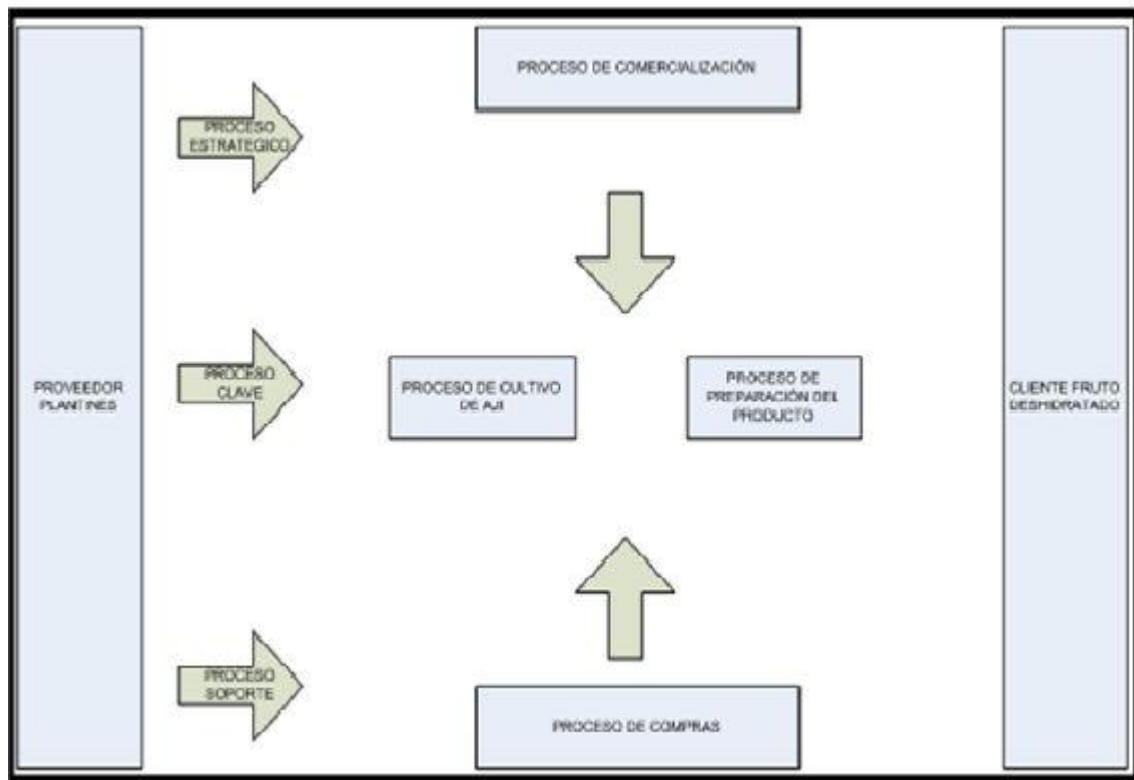 PROCESO DE COMERCIALIZACIÓN
PROCESO
ESTRATEGICO
PROVEEDOR
PLANTINES
PROCESO
CLAVE
PROCESO DE CULTIVO
DE AJI
PROCESO DE
PREPARACIÓN DEL
PRODUCTO
CLIENTE FRUTO
DESHIDRATADO
PROCESO
SOPORTE
PROCESO DE COMPRAS